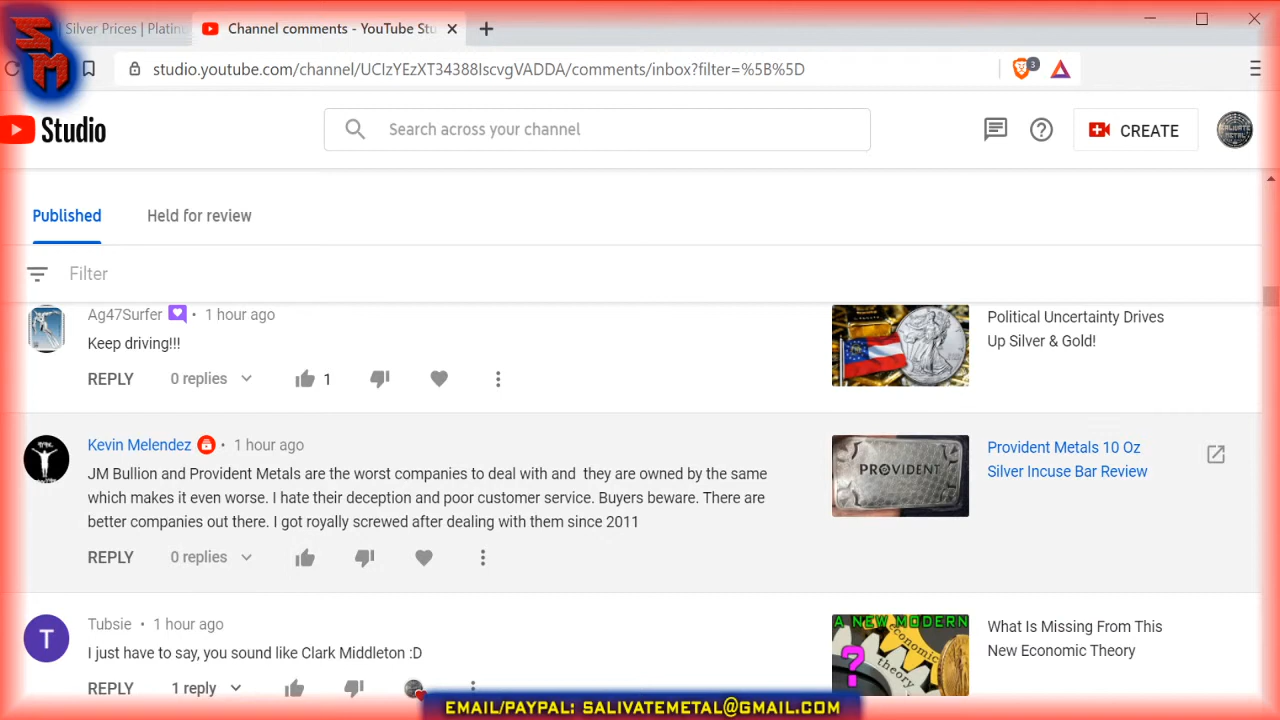 SM
Silver Prices | Platin
Channel comments - YouTube Stu
studio.youtube.com/channel/UCIzYEzXT34388IscvgVADDA/comments/inbox?filter=%5B%5D
3
Studio
Search across your channel
CREATE
SALIVATE
METAL
Published
Held for review
Filter
Ag47Surfer • 1 hour ago
Keep driving!!!
REPLY 0 replies 1
Political Uncertainty Drives
Up Silver & Gold!
Kevin Melendez • 1 hour ago
JM Bullion and Provident Metals are the worst companies to deal with and they are owned by the same
which makes it even worse. I hate their deception and poor customer service. Buyers beware. There are
better companies out there. I got royally screwed after dealing with them since 2011
REPLY 0 replies
PROVIDENT
Provident Metals 10 Oz
Silver Incuse Bar Review
T
Tubsie • 1 hour ago
I just have to say, you sound like Clark Middleton :D
REPLY 1 reply
A NEW MODERN
economic
theory
?
What Is Missing From This
New Economic Theory
EMAIL/PAYPAL: SALIVATEMETAL@GMAIL.COM